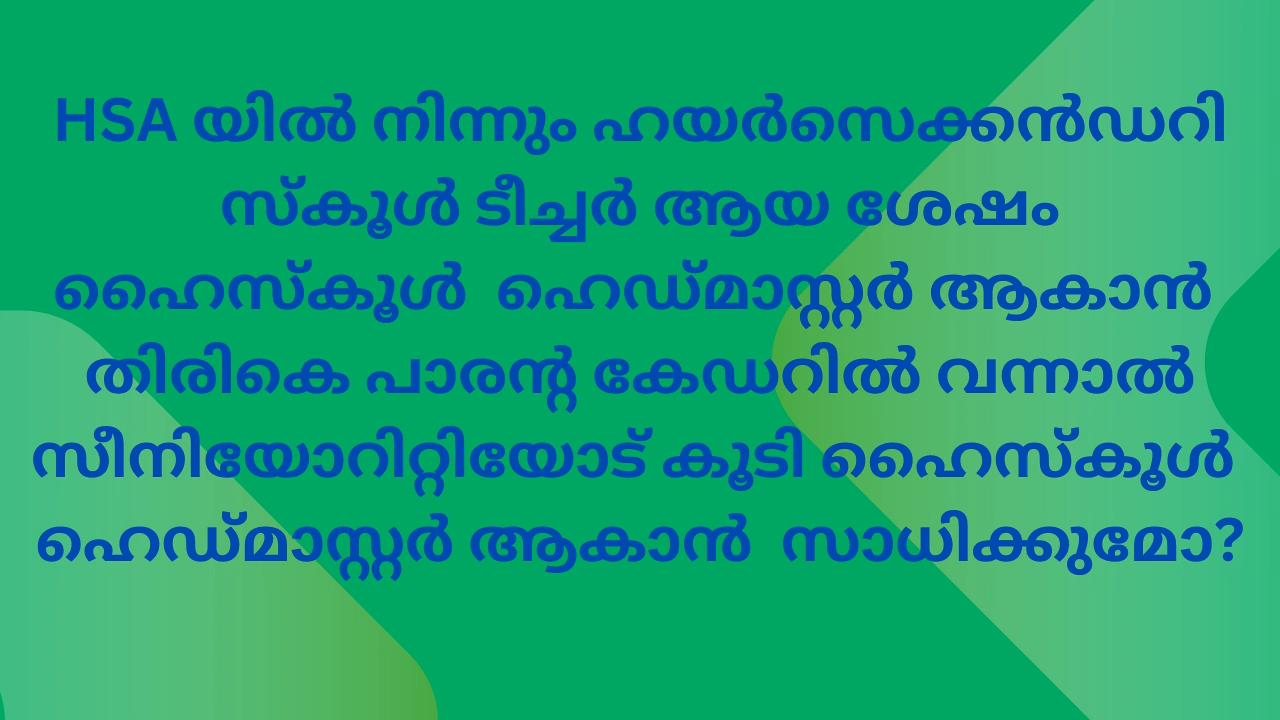 HSA യിൽ നിന്നും ഹയർസെക്കൻഡറി
സ്കൂൾ ടീച്ചർ ആയ ശേഷം
ഹൈസ്കൂൾ ഹെഡ്മാസ്റ്റർ ആകാൻ
തിരികെ പാരന്റ കേഡറിൽ വന്നാൽ
സീനിയോറിറ്റിയോട് കൂടി ഹൈസ്കൂൾ
ഹെഡ്മാസ്റ്റർ ആകാൻ സാധിക്കുമോ?